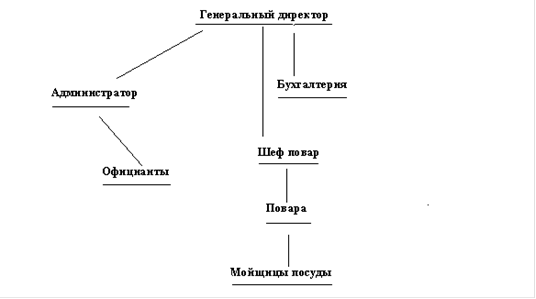 Генеральный директор
Бухгалтерия
Администратор
Шеф повар
Официанты
Повара
Мойщицы посуды